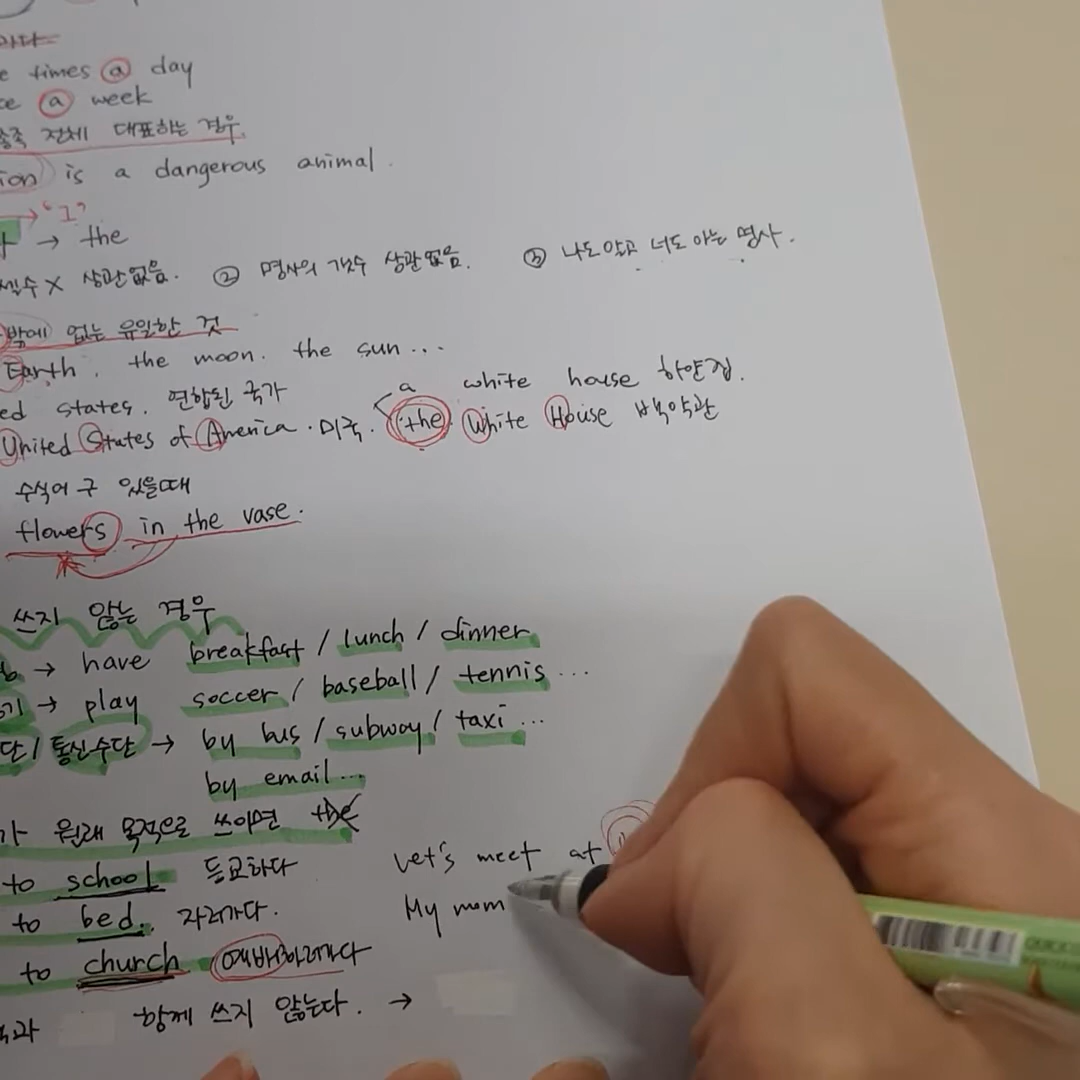 e times a day
ce a week
종족 전체 대표하는 경우.
ion is a dangerous animal.
→ "1"
→ the
셀수 X 상관없음. ② 명사의 개수 상관없음. ③ 나도 알고 너도 아는 명사.
밖에 없는 유일한 것
Earth. the moon. the sun ...
a white house 하얀집.
ed states. 연합된 국가
United States of America. 미국. the White House 백악관
수식어구 있을때
flowers in the vase.
쓰지 않는 경우
→ have breakfast / lunch / dinner
기 → play soccer / baseball / tennis ...
단 / 통신수단 → by bus / subway / taxi ...
by email ...
가 원래 목적으로 쓰이면 the
to school 등교하다
Let's meet at
to bed. 자러가다.
My mom
to church 예배하러가다
함께 쓰지 않는다. →